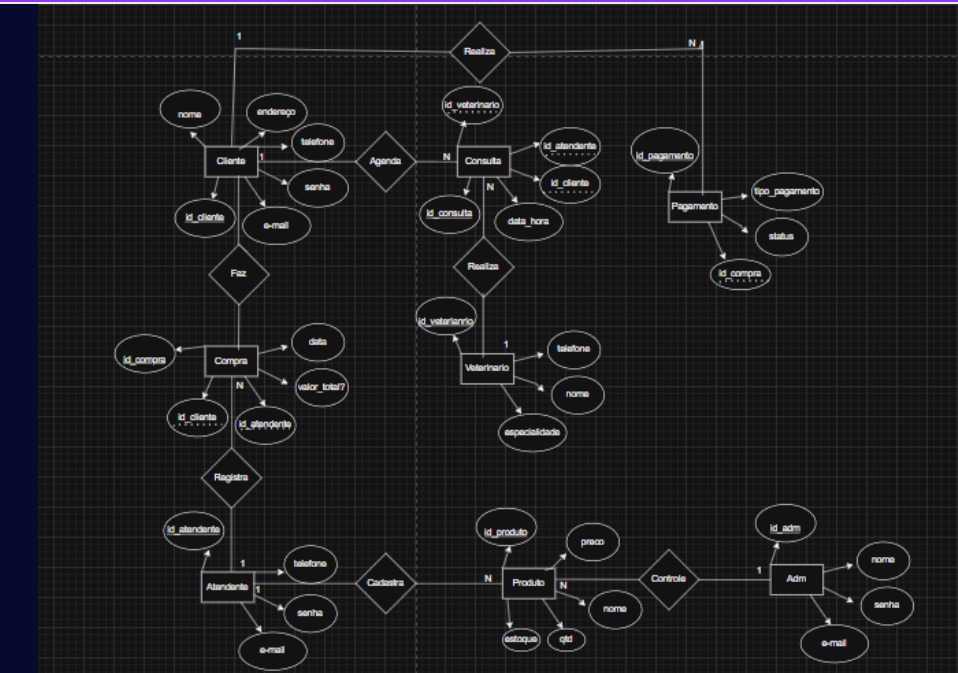 1
Realiza
N
nome
endereço
telefone
Cliente
1
senha
id_cliente
e-mail
Agenda
N
id_veterinario
Consulta
id_atendente
id_cliente
N
id_consulta
data_hora
id_pagamento
Pagamento
tipo_pagamento
status
id_compra
Faz
Realiza
id_compra
Compra
data
valor_total?
N
id_cliente
id_atendente
id_veterianrio
1
Veterinario
telefone
nome
especialidade
Registra
id_atendente
1
telefone
Atendente
1
senha
e-mail
Cadastra
N
id_produto
preco
Produto
N
nome
estoque
qtd
Controle
1
id_adm
Adm
nome
senha
e-mail